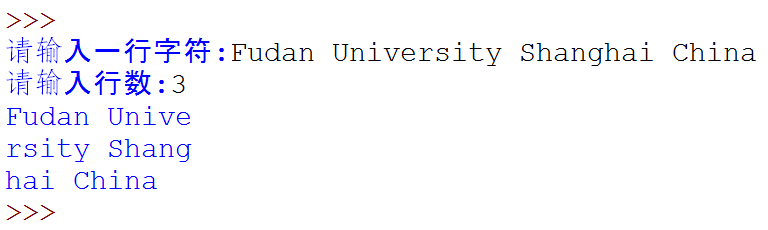 >>>
请输入一行字符:Fudan University Shanghai China
请输入行数:3
Fudan Unive
rsity Shang
hai China
>>>